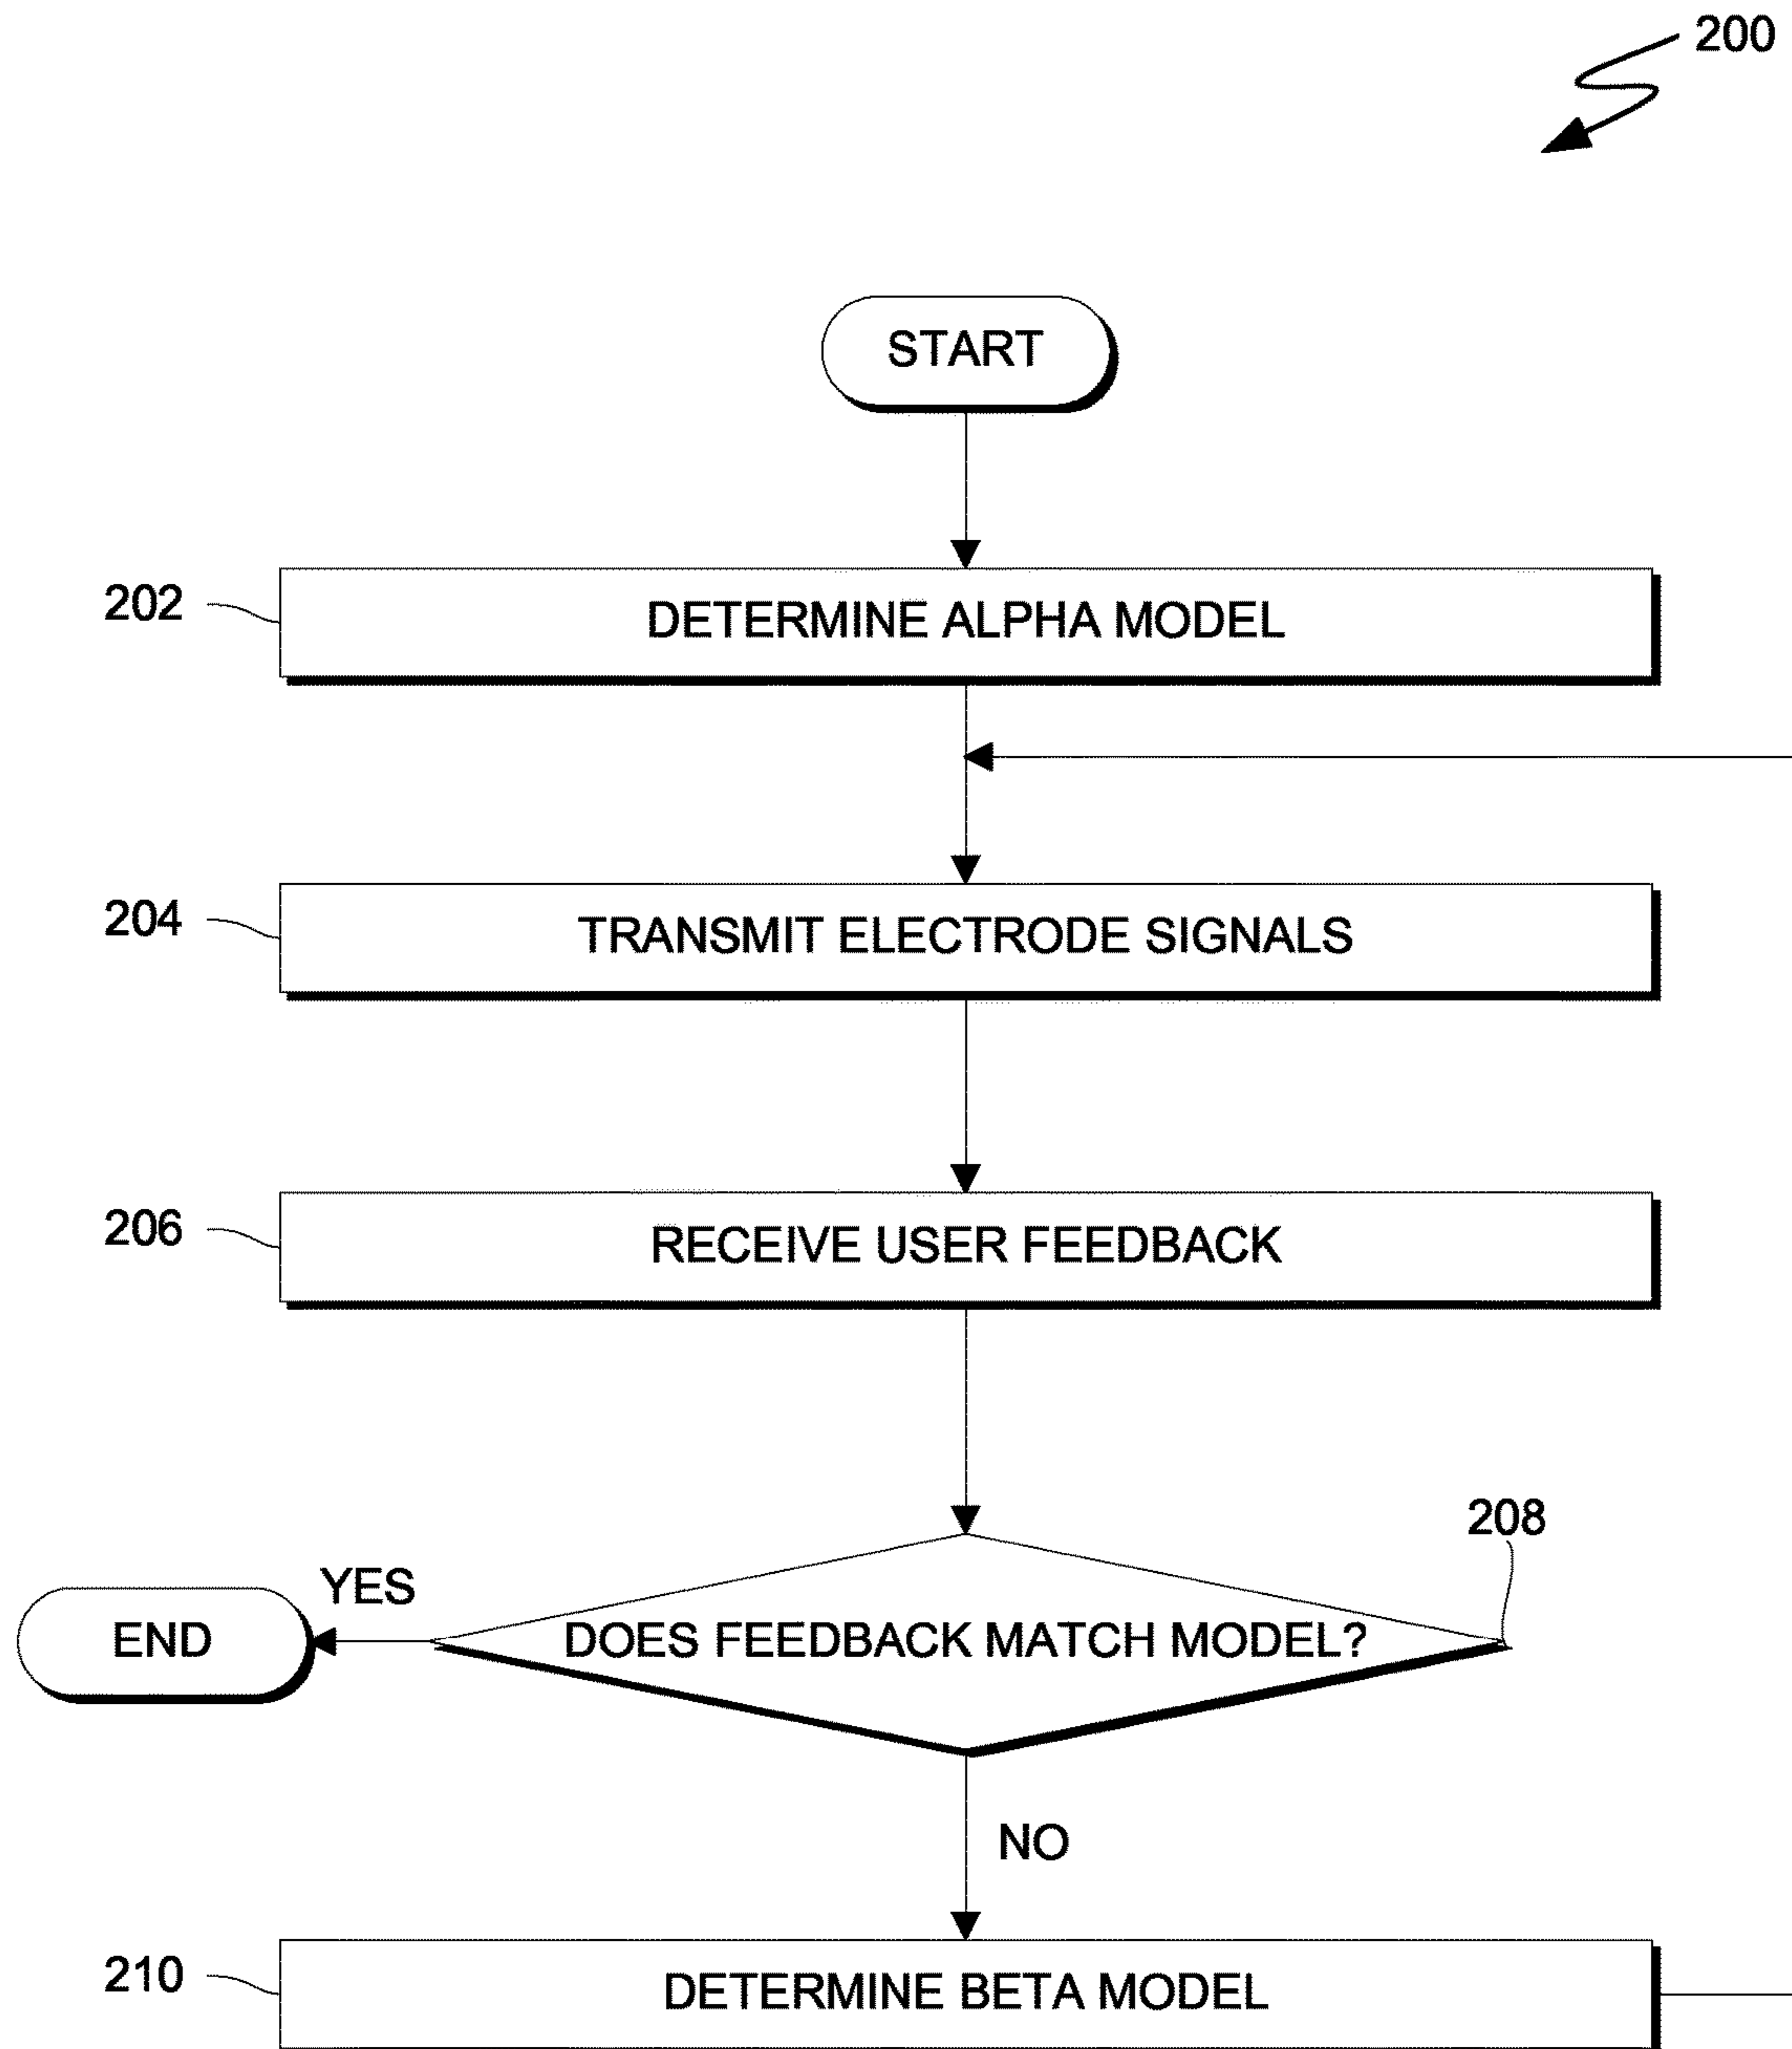 200
START
202
DETERMINE ALPHA MODEL
204
TRANSMIT ELECTRODE SIGNALS
206
RECEIVE USER FEEDBACK
208
YES
END
DOES FEEDBACK MATCH MODEL?
NO
210
DETERMINE BETA MODEL